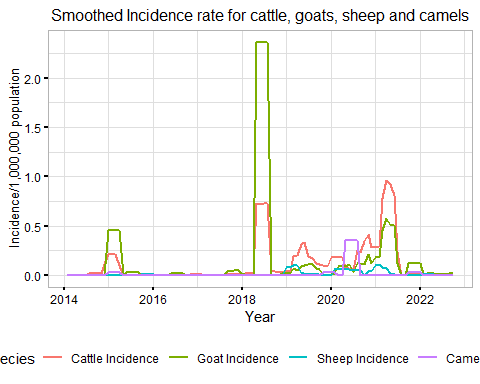 Smoothed Incidence rate for cattle, goats, sheep and camels
Incidence/1,000,000 population
2.0
1.5
1.0
0.5
0.0
2014 2016 2018 2020 2022
Year
ecies Cattle Incidence Goat Incidence Sheep Incidence Came